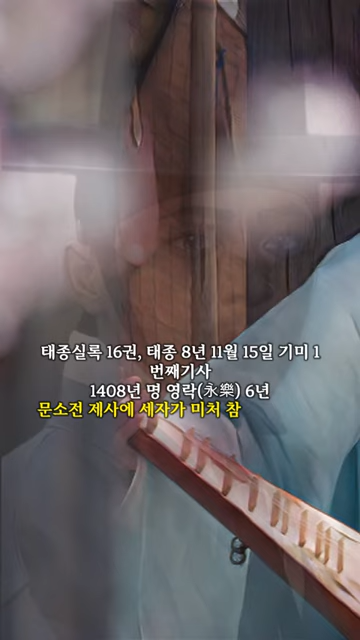 태종실록 16권, 태종 8년 11월 15일 기미 1
번째기사
1408년 명 영락(永樂) 6년
문소전 제사에 세자가 미처 참